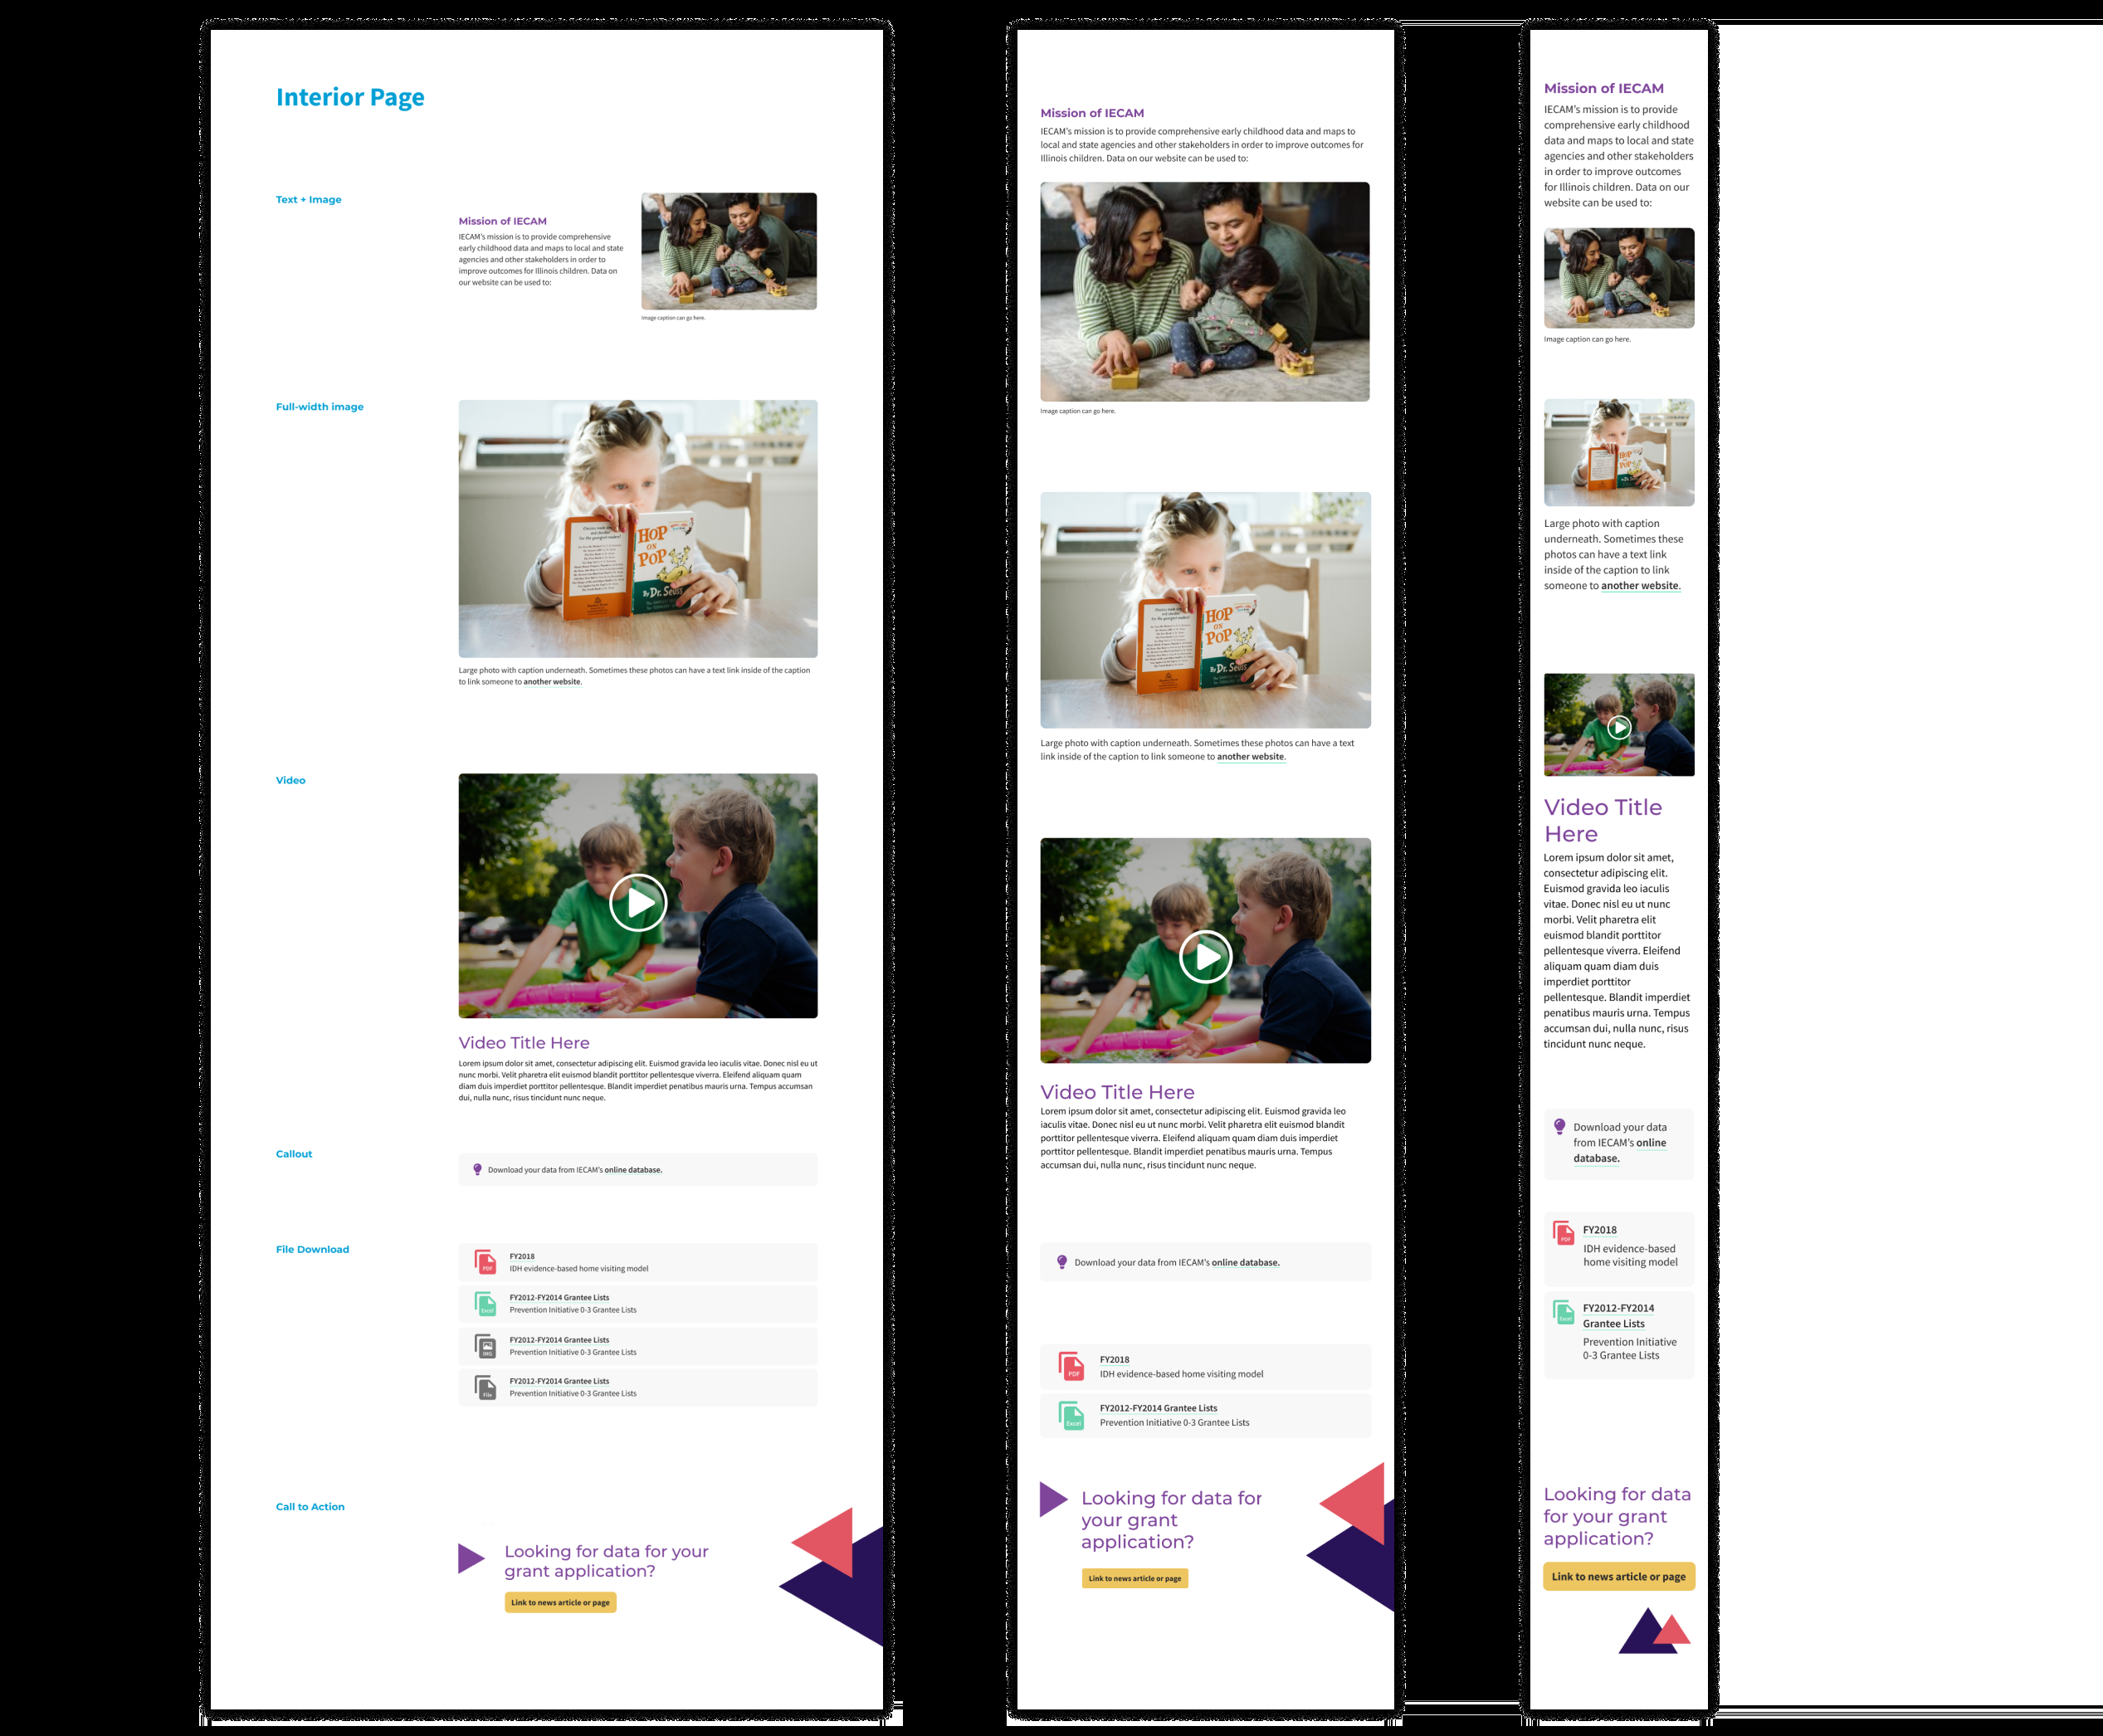 Interior Page
Text + Image
Mission of IECAM
IECAM's mission is to provide comprehensive
early childhood data and maps to local and state
agencies and other stakeholders in order to
improve outcomes for Illinois children. Data on
our website can be used to:
Image caption can go here.
Full-width image
HOP
ON
POP
By Dr. Seuss
Large photo with caption underneath. Sometimes these photos can have a text link inside of the caption
to link someone to another website.
Video
Video Title Here
Lorem ipsum dolor sit amet, consectetur adipiscing elit. Euismod gravida leo iaculis vitae. Donec nisl eu ut
nunc morbi. Velit pharetra elit euismod blandit porttitor pellentesque viverra. Eleifend aliquam quam
diam duis imperdiet porttitor pellentesque. Blandit imperdiet penatibus mauris urna. Tempus accumsan
dui, nulla nunc, risus tincidunt nunc neque.
Callout
Download your data from IECAM's online database.
File Download
PDF
FY2018
IDH evidence-based home visiting model
Excel
FY2012-FY2014 Grantee Lists
Prevention Initiative 0-3 Grantee Lists
IMG
FY2012-FY2014 Grantee Lists
Prevention Initiative 0-3 Grantee Lists
File
FY2012-FY2014 Grantee Lists
Prevention Initiative 0-3 Grantee Lists
Call to Action
Looking for data for your
grant application?
Link to news article or page
Mission of IECAM
IECAM's mission is to provide comprehensive early childhood data and maps to
local and state agencies and other stakeholders in order to improve outcomes for
Illinois children. Data on our website can be used to:
Image caption can go here.
HOP
ON
POP
By Dr. Seuss
Large photo with caption underneath. Sometimes these photos can have a text
link inside of the caption to link someone to another website.
Video Title Here
Lorem ipsum dolor sit amet, consectetur adipiscing elit. Euismod gravida leo
iaculis vitae. Donec nisl eu ut nunc morbi. Velit pharetra elit euismod blandit
porttitor pellentesque viverra. Eleifend aliquam quam diam duis imperdiet
porttitor pellentesque. Blandit imperdiet penatibus mauris urna. Tempus
accumsan dui, nulla nunc, risus tincidunt nunc neque.
Download your data from IECAM's online database.
PDF
FY2018
IDH evidence-based home visiting model
Excel
FY2012-FY2014 Grantee Lists
Prevention Initiative 0-3 Grantee Lists
Looking for data for
your grant
application?
Link to news article or page
Mission of IECAM
IECAM's mission is to provide
comprehensive early childhood
data and maps to local and state
agencies and other stakeholders
in order to improve outcomes
for Illinois children. Data on our
website can be used to:
Image caption can go here.
HOP
ON
POP
Large photo with caption
underneath. Sometimes these
photos can have a text link
inside of the caption to link
someone to another website.
Video Title
Here
Lorem ipsum dolor sit amet,
consectetur adipiscing elit.
Euismod gravida leo iaculis
vitae. Donec nisl eu ut nunc
morbi. Velit pharetra elit
euismod blandit porttitor
pellentesque viverra. Eleifend
aliquam quam diam duis
imperdiet porttitor
pellentesque. Blandit imperdiet
penatibus mauris urna. Tempus
accumsan dui, nulla nunc, risus
tincidunt nunc neque.
Download your data
from IECAM's online
database.
PDF
FY2018
IDH evidence-based
home visiting model
Excel
FY2012-FY2014
Grantee Lists
Prevention Initiative
0-3 Grantee Lists
Looking for data
for your grant
application?
Link to news article or page